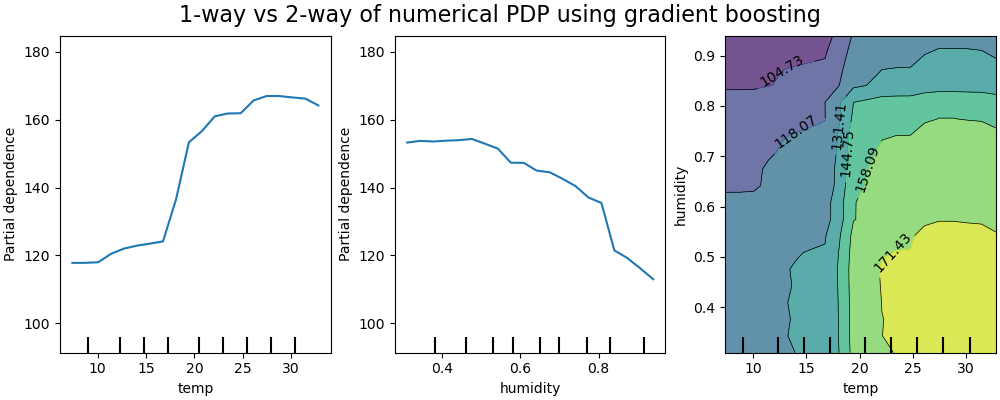 1-way vs 2-way of numerical PDP using gradient boosting
Partial dependence
180
160
140
120
100
10 15 20 25 30
temp
Partial dependence
180
160
140
120
100
0.4 0.6 0.8
humidity
humidity
0.9
0.8
0.7
0.6
0.5
0.4
104.73
118.07
131.41
144.75
158.09
171.43
10 15 20 25 30
temp